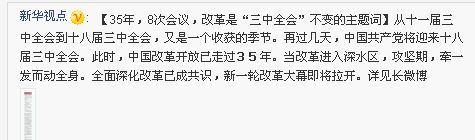 新华视点：【35年，8次会议，改革是“三中全会”不变的主题词】从十一届三
中全会到十八届三中全会，又是一个收获的季节。再过几天，中国共产党将迎来十
八届三中全会。此时，中国改革开放已走过３５年。当改革进入深水区，攻坚期，牵一
发而动全身。全面深化改革已成共识，新一轮改革大幕即将拉开。详见长微博